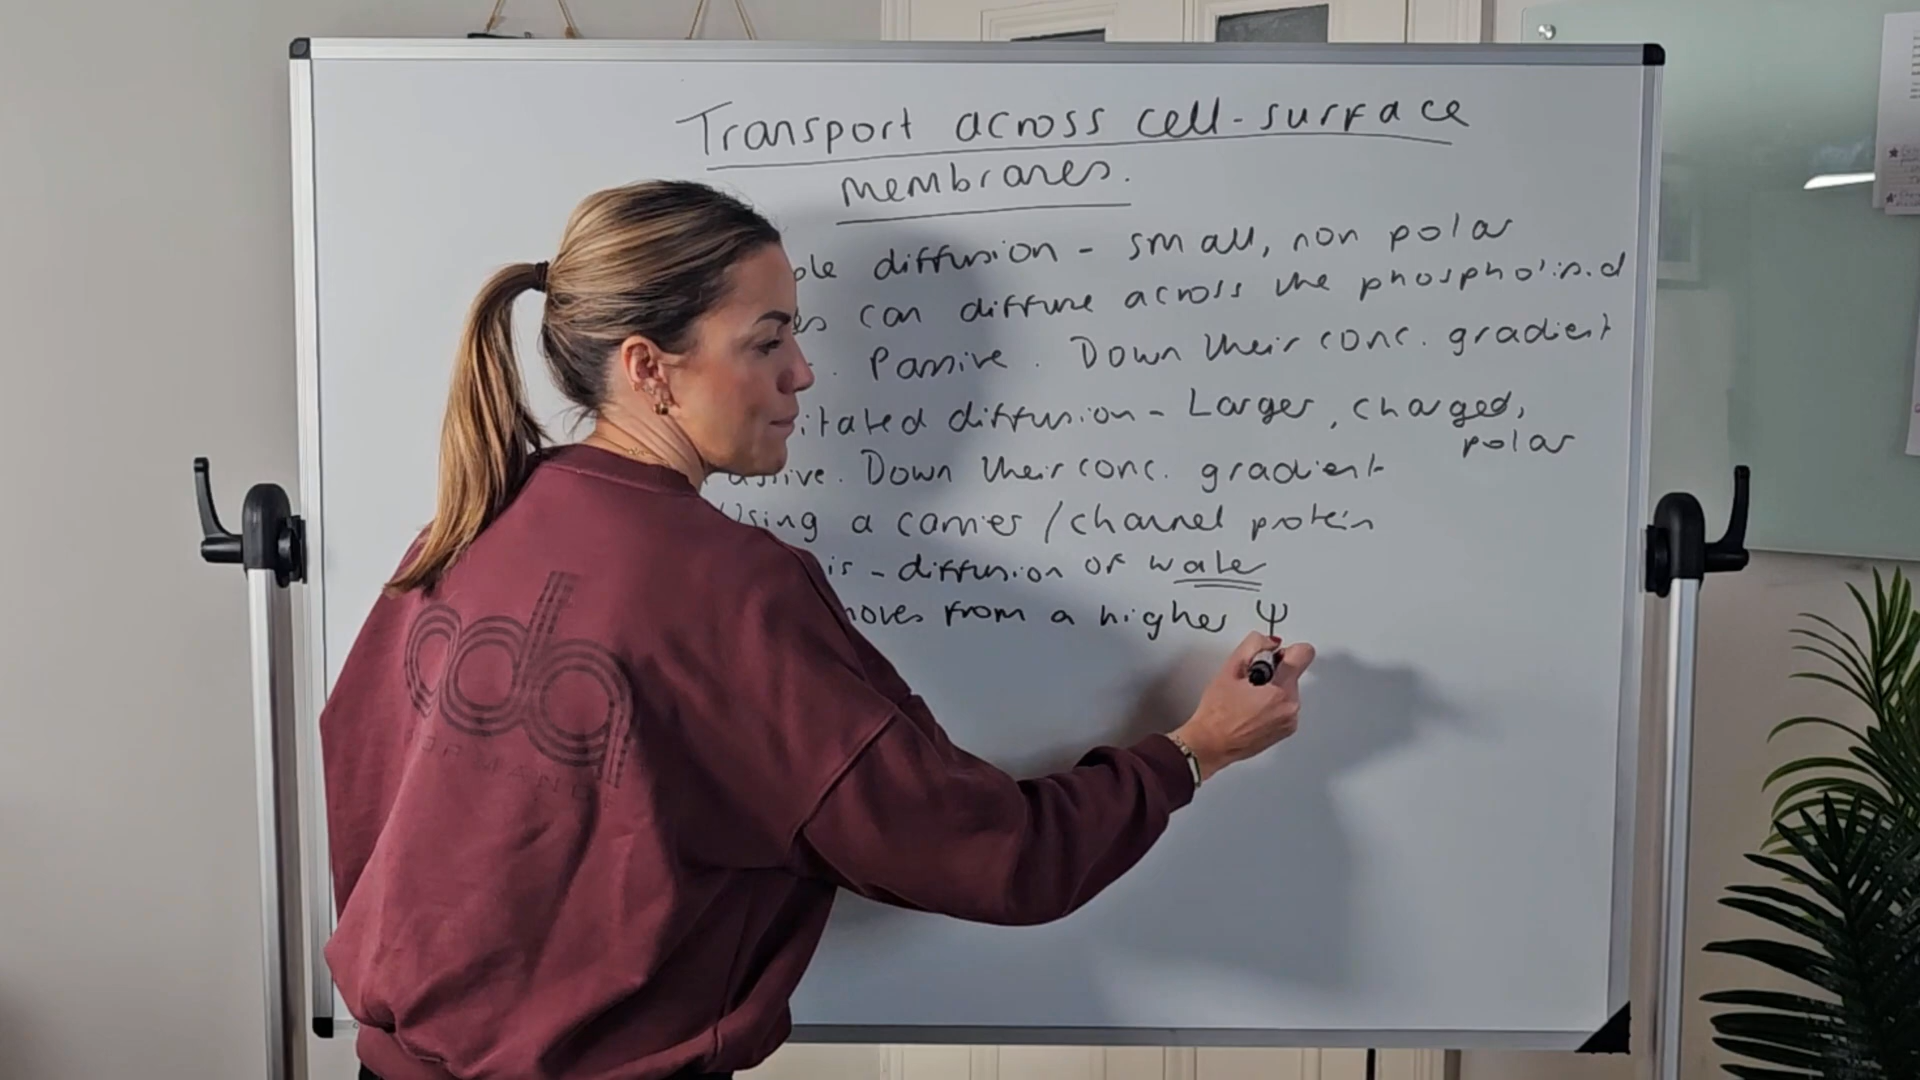 Transport across cell-surface
membranes.
ple diffusion - small, non polar
es can diffuse across the phospholipid
. Passive. Down their conc. gradient
itated diffusion - Larger, charged,
polar
assive. Down their conc. gradient
Using a carrier/channel protein
is - diffusion of wate
moves from a higher Ψ